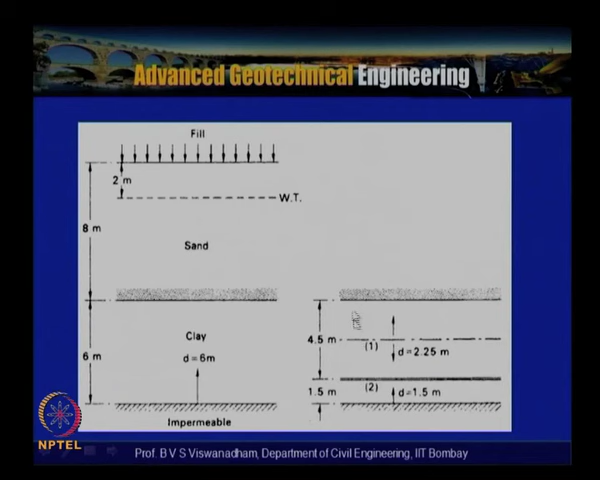 Advanced Geotechnical Engineering
Fill
2 m
W.T.
8 m
Sand
Clay
d=6m
6 m
Impermeable
4.5 m
(1)
d=2.25 m
1.5 m
(2)
d=1.5 m
NPTEL
Prof. B V S Viswanadham, Department of Civil Engineering, IIT Bombay